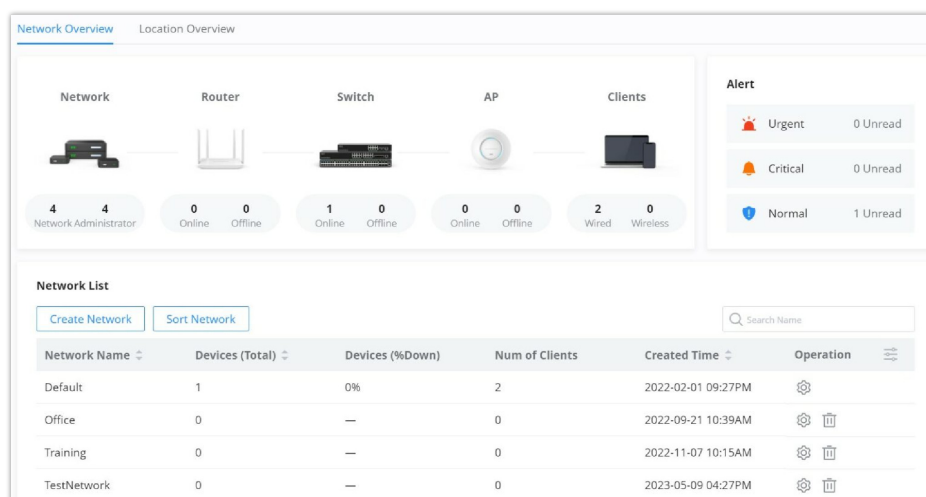 Network Overview Location Overview
Network Router Switch AP Clients
4 4 0 0 1 0 0 0 2 0
Network Administrator Online Offline Online Offline Online Offline Wired Wireless
Alert
Urgent 0 Unread
Critical 0 Unread
Normal 1 Unread
Network List
Create Network Sort Network Search Name
Network Name Devices (Total) Devices (%Down) Num of Clients Created Time Operation
Default 1 0% 2 2022-02-01 09:27PM
Office 0 — 0 2022-09-21 10:39AM
Training 0 — 0 2022-11-07 10:15AM
TestNetwork 0 — 0 2023-05-09 04:27PM